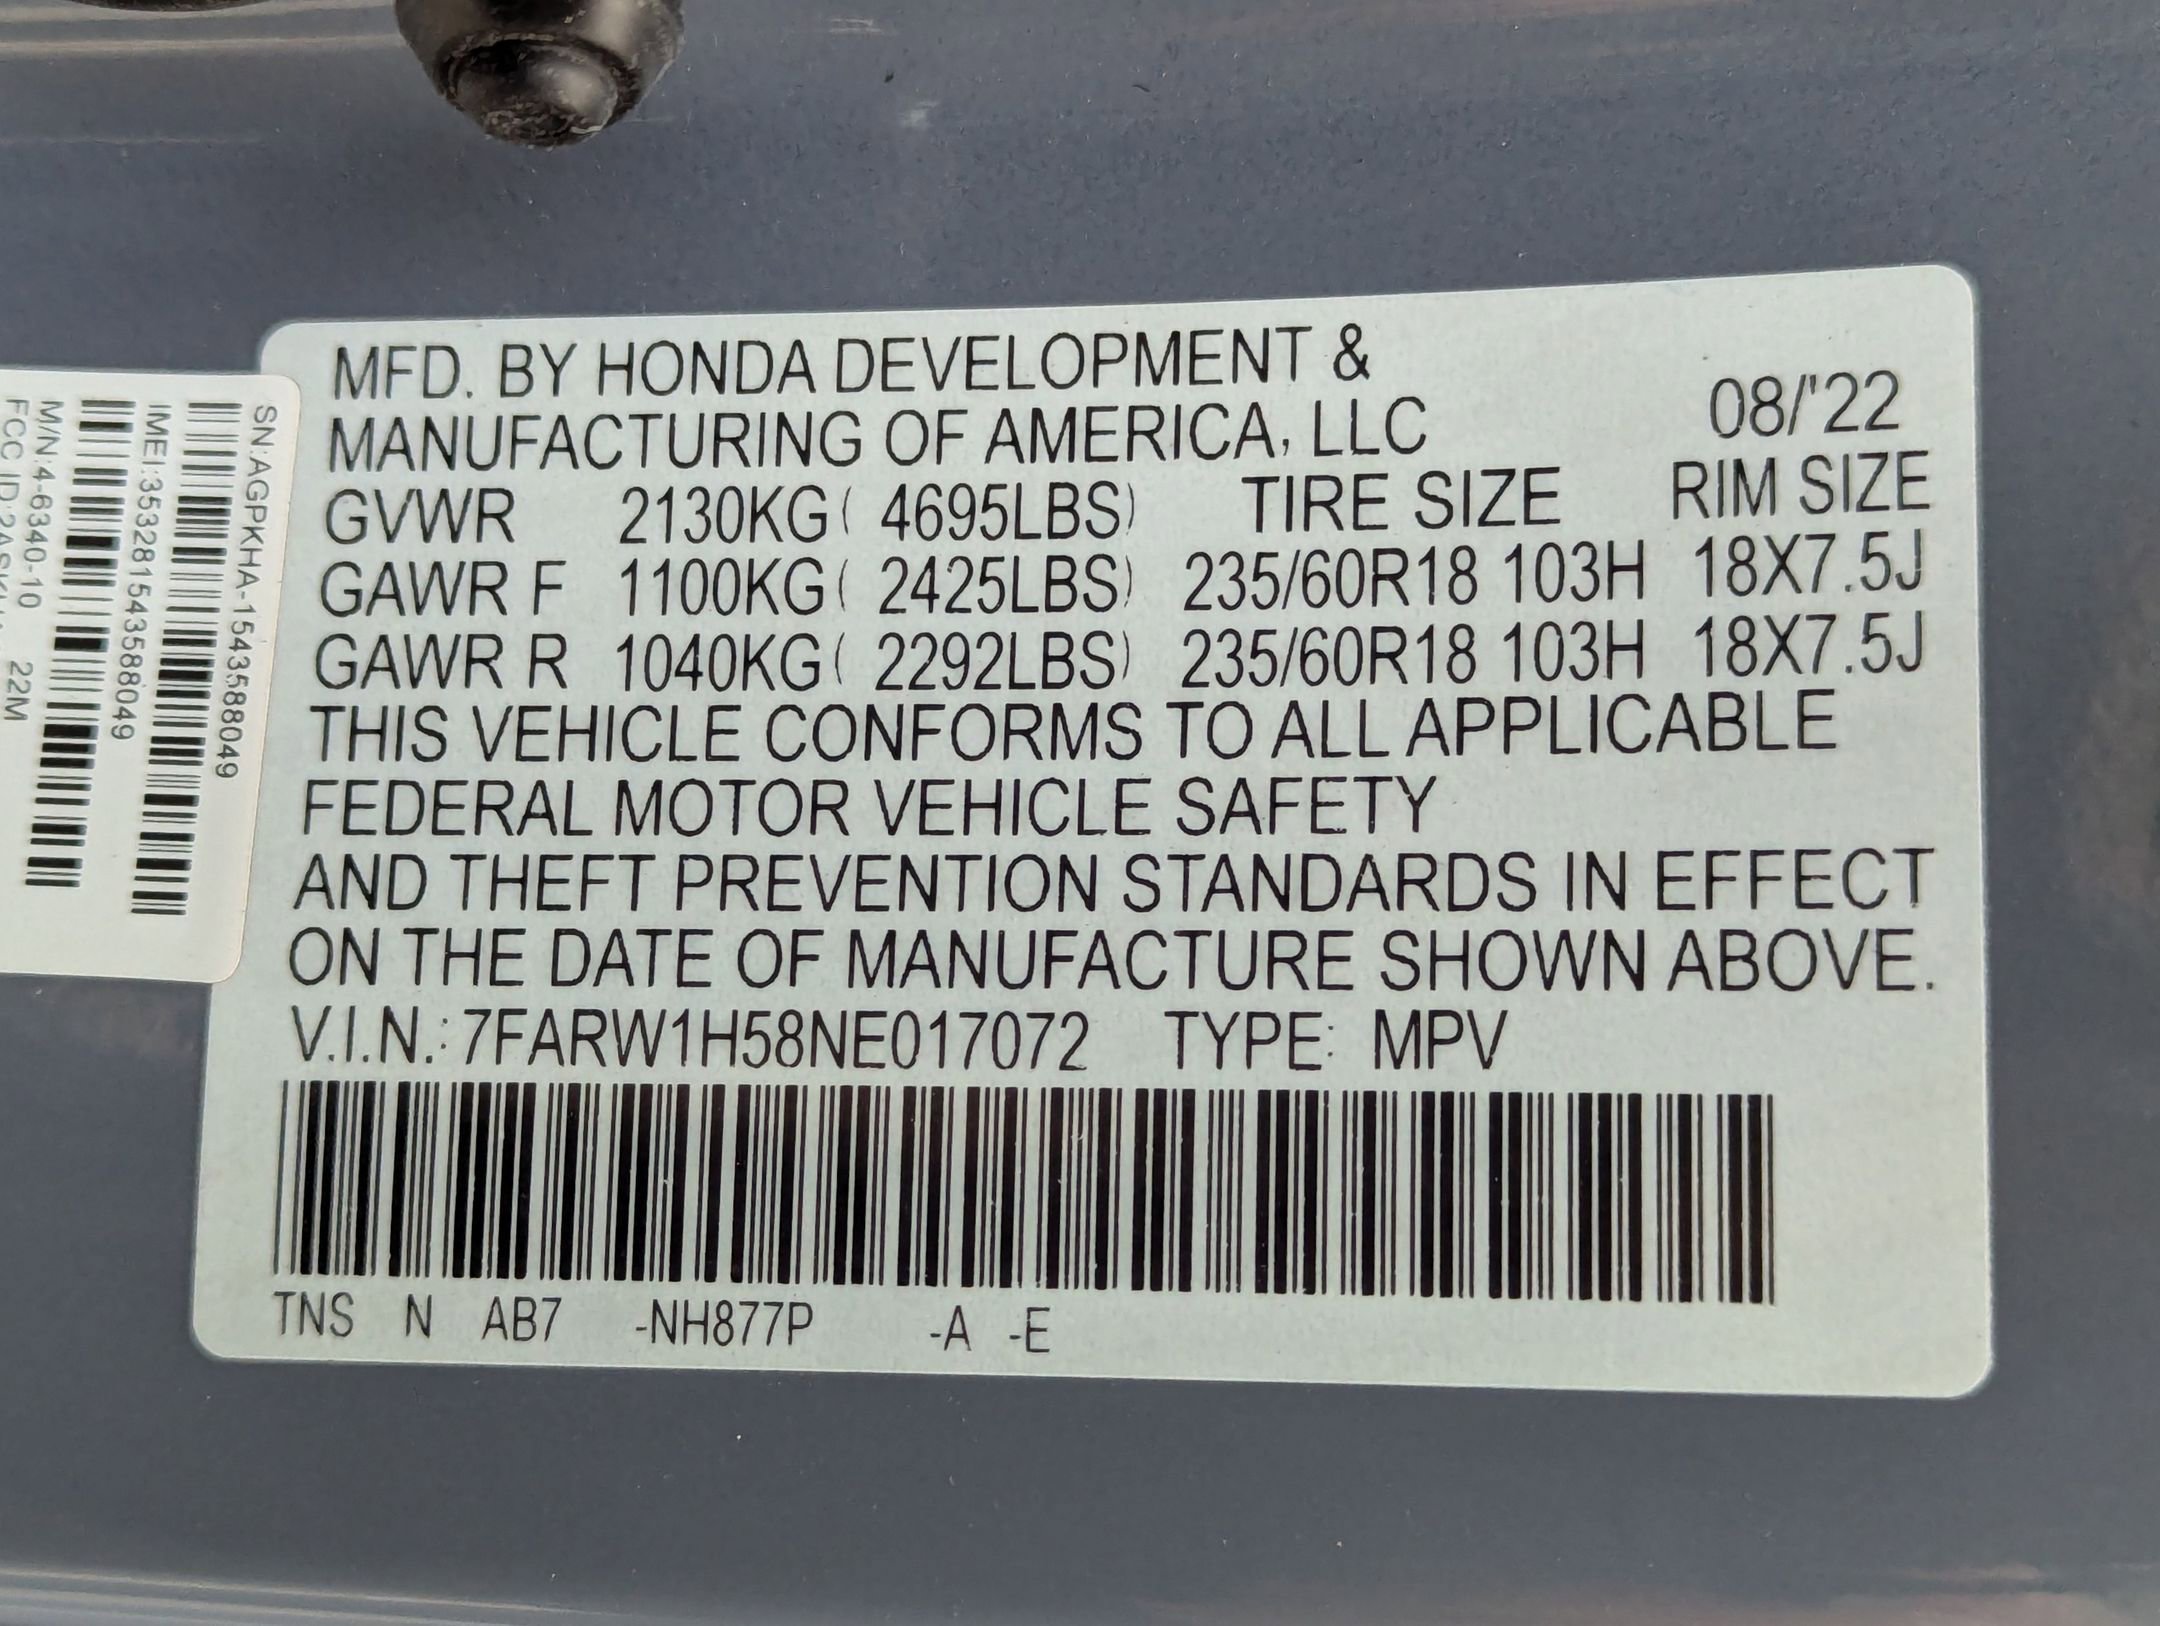 MFD. BY HONDA DEVELOPMENT &
MANUFACTURING OF AMERICA, LLC 08/'22
GVWR 2130KG( 4695LBS) TIRE SIZE RIM SIZE
GAWR F 1100KG( 2425LBS) 235/60R18 103H 18X7.5J
GAWR R 1040KG( 2292LBS) 235/60R18 103H 18X7.5J
THIS VEHICLE CONFORMS TO ALL APPLICABLE
FEDERAL MOTOR VEHICLE SAFETY
AND THEFT PREVENTION STANDARDS IN EFFECT
ON THE DATE OF MANUFACTURE SHOWN ABOVE.
V.I.N.: 7FARW1H58NE017072 TYPE: MPV
TNS N AB7 -NH877P -A -E
SN:AGPKHA-1543588049
IMEI:353281543588049
M/N:4-6340-10 22M
FCC ID: